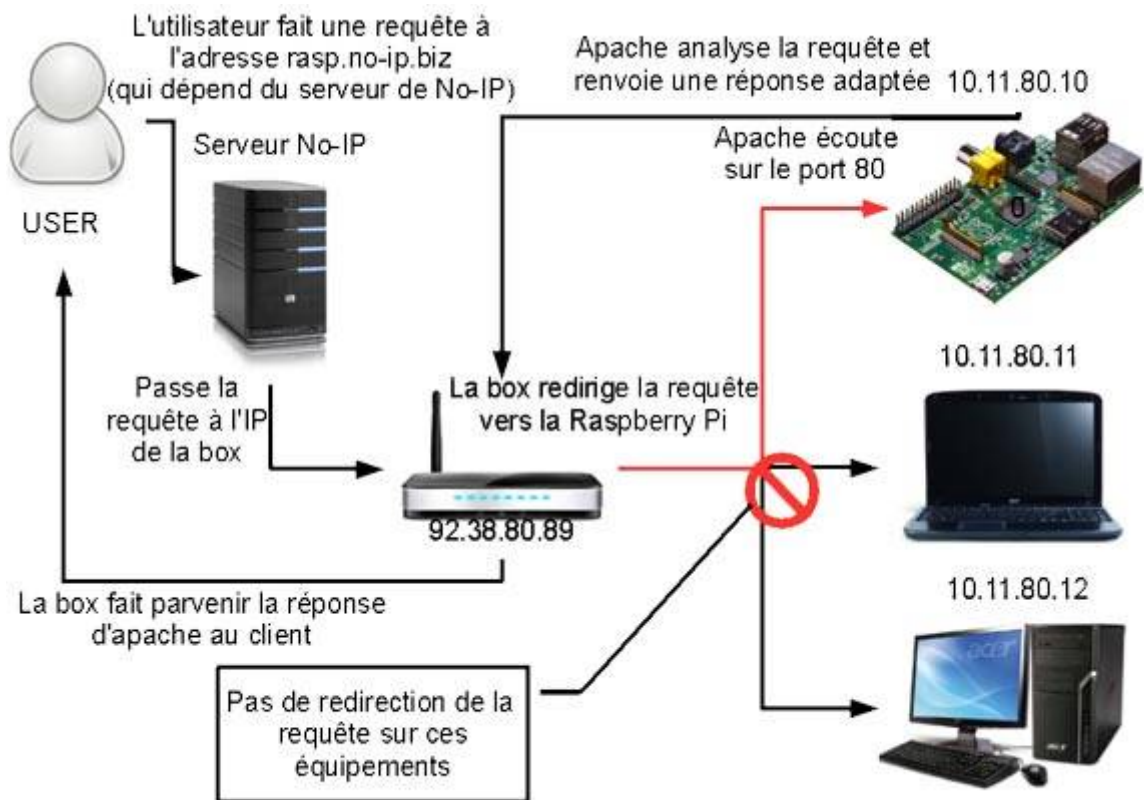 L'utilisateur fait une requête à
l'adresse rasp.no-ip.biz
(qui dépend du serveur de No-IP)
USER
Serveur No-IP
Apache analyse la requête et
renvoie une réponse adaptée
10.11.80.10
Apache écoute
sur le port 80
0
Passe la
requête à l'IP
de la box
La box redirige la requête
vers la Raspberry Pi
92.38.80.89
10.11.80.11
La box fait parvenir la réponse
d'apache au client
10.11.80.12
acer
Pas de redirection de la
requête sur ces
équipements